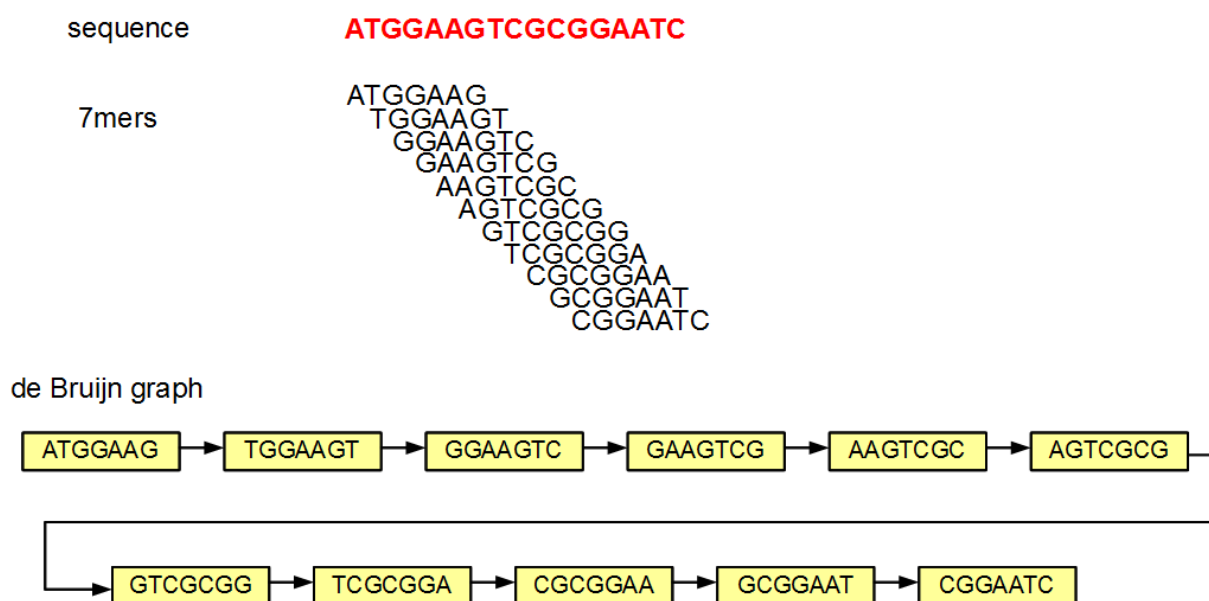 sequence ATGGAAGTCGCGGAATC
7mers
ATGGAAG
TGGAAGT
GGAAGTC
GAAGTCG
AAGTCGC
AGTCGCG
GTCGCGG
TCGCGGA
CGCGGAA
GCGGAAT
CGGAATC
de Bruijn graph
ATGGAAG TGGAAGT GGAAGTC GAAGTCG AAGTCGC AGTCGCG
GTCGCGG TCGCGGA CGCGGAA GCGGAAT CGGAATC